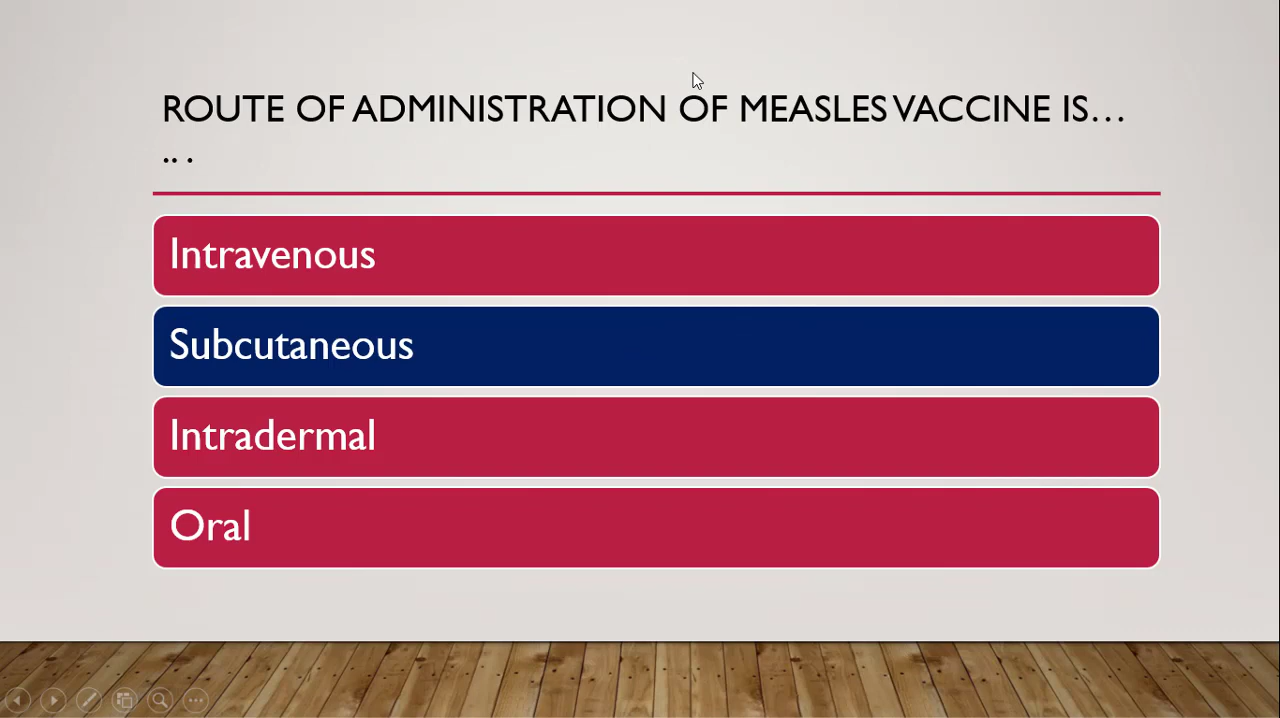 ROUTE OF ADMINISTRATION OF MEASLES VACCINE IS…
.. .
Intravenous
Subcutaneous
Intradermal
Oral